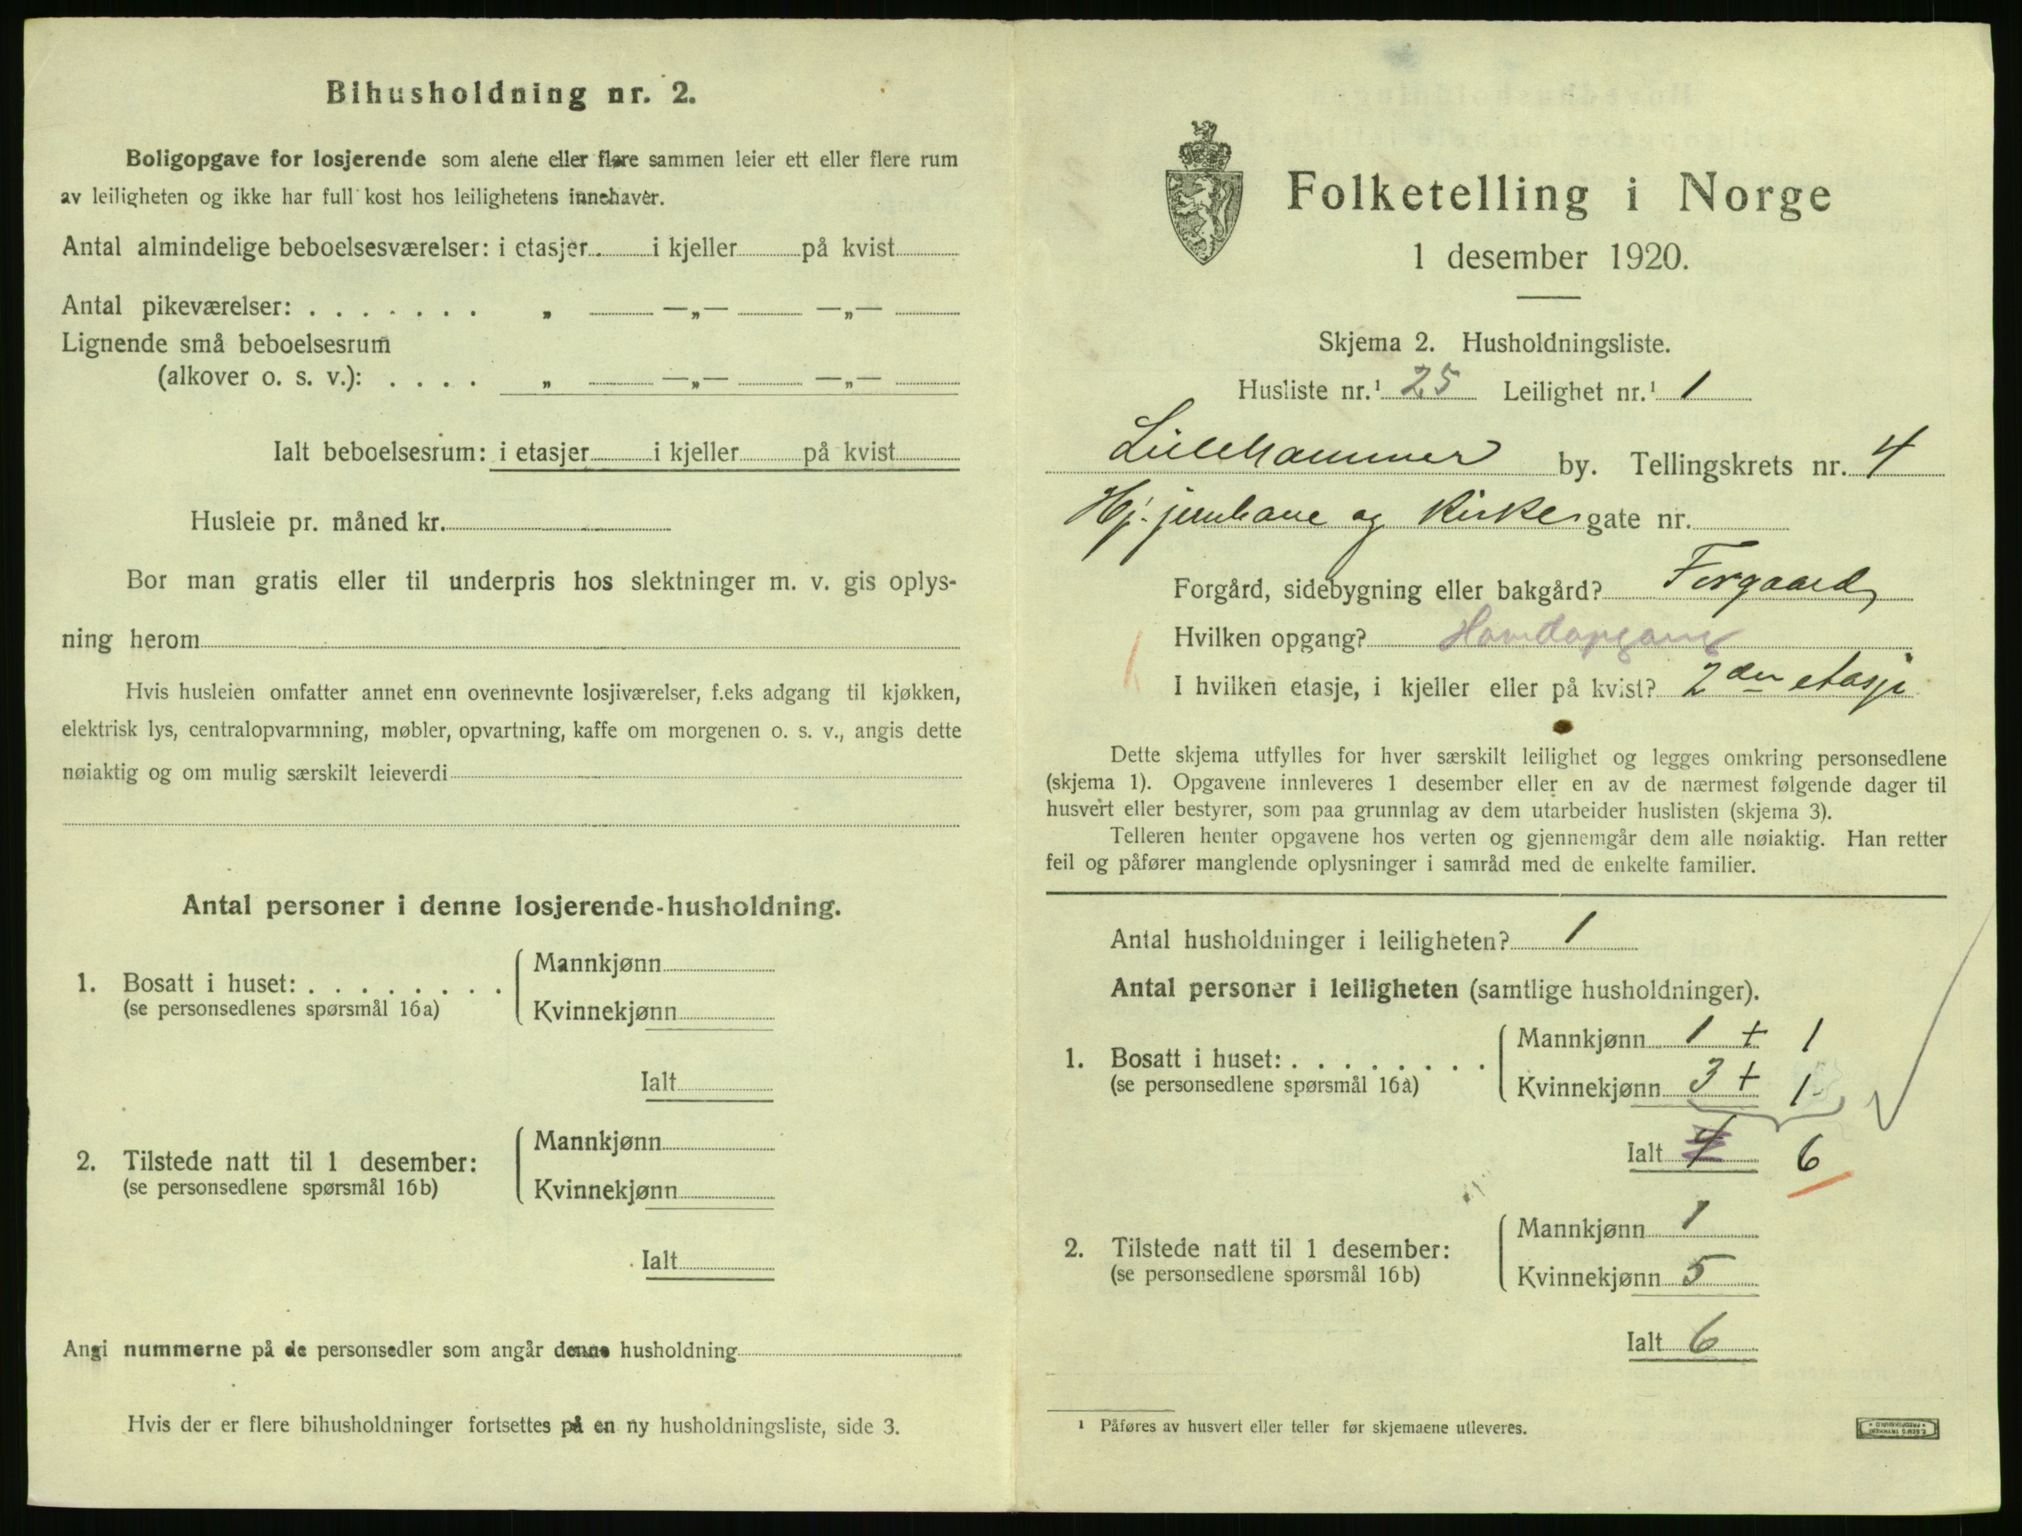 Bihusholdning nr. 2.
Boligopgave for losjerende som alene eller flere sammen leier ett eller flere rum
av leiligheten og ikke har full kost hos leilighetens innehaver.
Antal almindelige beboelsesværelser: i etasjer i kjeller på kvist
Antal pikeværelser: . . . . . . . „ —„— —„—
Lignende små beboelsesrum
(alkover o. s. v.): . . . . „ —„— —„—
Ialt beboelsesrum: i etasjer i kjeller på kvist
Husleie pr. måned kr.
Bor man gratis eller til underpris hos slektninger m. v. gis oplys-
ning herom
Hvis husleien omfatter annet enn ovennevnte losjiværelser, f.eks adgang til kjøkken,
elektrisk lys, centralopvarmning, møbler, opvartning, kaffe om morgenen o. s. v., angis dette
nøiaktig og om mulig særskilt leieverdi
Antal personer i denne losjerende-husholdning.
1. Bosatt i huset: . . . . . . . .
(se personsedlenes spørsmål 16a)
Mannkjønn
Kvinnekjønn
Ialt
2. Tilstede natt til 1 desember:
(se personsedlene spørsmål 16b)
Mannkjønn
Kvinnekjønn
Ialt
Angi nummerne på de personsedler som angår denne husholdning
Hvis der er flere bihusholdninger fortsettes på en ny husholdningsliste, side 3.
Folketelling i Norge
1 desember 1920.
Skjema 2. Husholdningsliste.
Husliste nr.¹ 25 Leilighet nr.¹ 1
Lillehammer by. Tellingskrets nr. 4
Hj. jernbane og Kirke gate nr.
Forgård, sidebygning eller bakgård? Forgaard
Hvilken opgang? Hovedopgang
I hvilken etasje, i kjeller eller på kvist? 2den etasje
Dette skjema utfylles for hver særskilt leilighet og legges omkring personsedlene
(skjema 1). Opgavene innleveres 1 desember eller en av de nærmest følgende dager til
husvert eller bestyrer, som paa grunnlag av dem utarbeider huslisten (skjema 3).
Telleren henter opgavene hos verten og gjennemgår dem alle nøiaktig. Han retter
feil og påfører manglende oplysninger i samråd med de enkelte familier.
Antal husholdninger i leiligheten? 1
Antal personer i leiligheten (samtlige husholdninger).
1. Bosatt i huset: . . . . . . . .
(se personsedlene spørsmål 16a)
Mannkjønn 1 + 1
Kvinnekjønn 3 + 1
Ialt 4 6
2. Tilstede natt til 1 desember:
(se personsedlene spørsmål 16b)
Mannkjønn 1
Kvinnekjønn 5
Ialt 6
¹ Påføres av husvert eller teller før skjemaene utleveres.